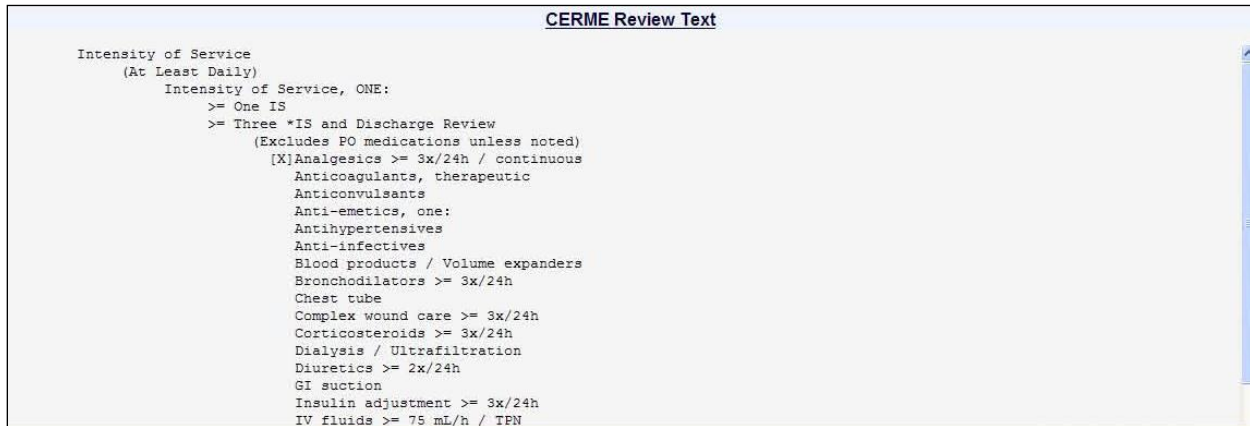 CERME Review Text
Intensity of Service
(At Least Daily)
Intensity of Service, ONE:
>= One IS
>= Three *IS and Discharge Review
(Excludes PO medications unless noted)
[X]Analgesics >= 3x/24h / continuous
Anticoagulants, therapeutic
Anticonvulsants
Anti-emetics, one:
Antihypertensives
Anti-infectives
Blood products / Volume expanders
Bronchodilators >= 3x/24h
Chest tube
Complex wound care >= 3x/24h
Corticosteroids >= 3x/24h
Dialysis / Ultrafiltration
Diuretics >= 2x/24h
GI suction
Insulin adjustment >= 3x/24h
IV fluids >= 75 mL/h / TPN